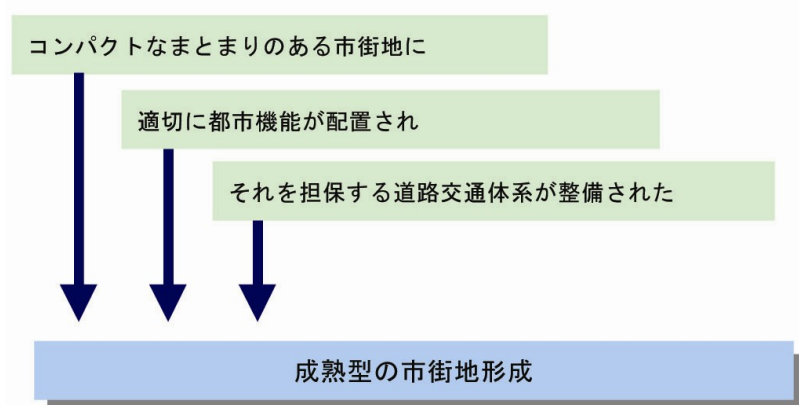 コンパクトなまとまりのある市街地に
適切に都市機能が配置され
それを担保する道路交通体系が整備された
成熟型の市街地形成